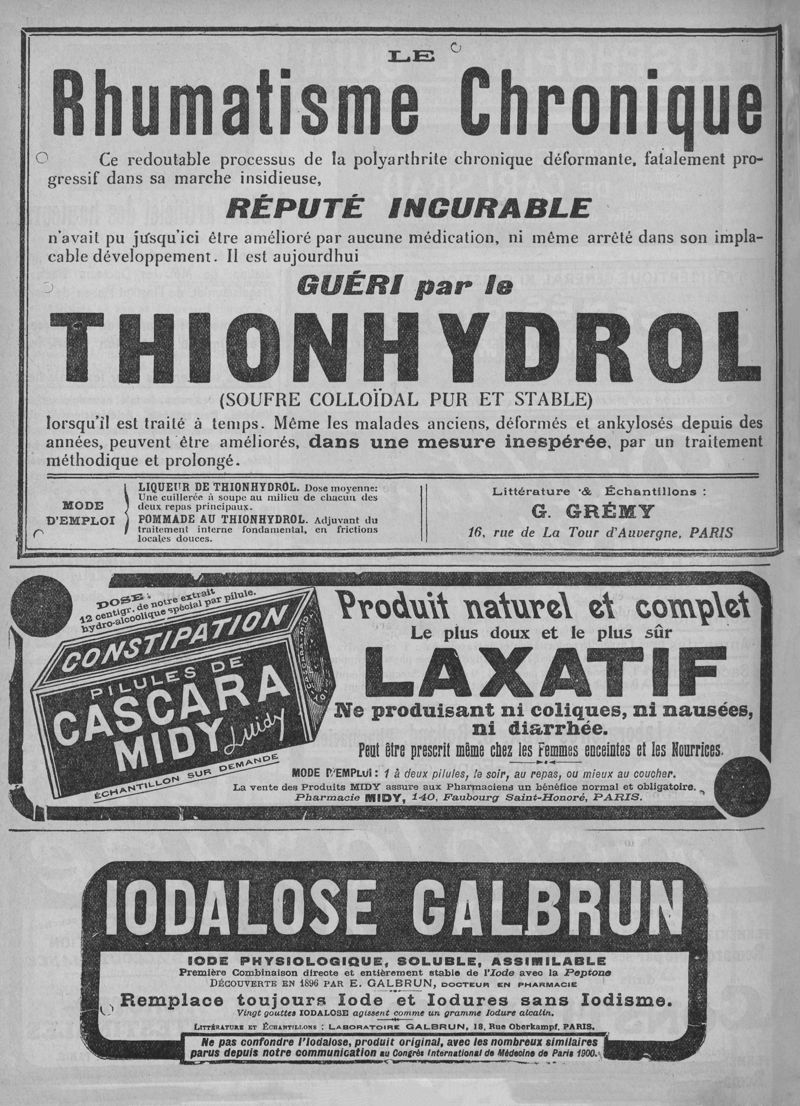 LE
Rhumatisme Chronique
Ce redoutable processus de la polyarthrite chronique déformante, fatalement pro-
gressif dans sa marche insidieuse,
RÉPUTÉ INCURABLE
n'avait pu jusqu'ici être amélioré par aucune médication, ni même arrêté dans son impla-
cable développement. Il est aujourd'hui
GUÉRI par le
THIONHYDROL
(SOUFRE COLLOÏDAL PUR ET STABLE)
lorsqu'il est traité à temps. Même les malades anciens, déformés et ankylosés depuis des
années, peuvent être améliorés, dans une mesure inespérée, par un traitement
méthodique et prolongé.
MODE
D'EMPLOI
LIQUEUR DE THIONHYDROL. Dose moyenne:
Une cuillerée à soupe au milieu de chacun des
deux repas principaux.
POMMADE AU THIONHYDROL. Adjuvant du
traitement interne fondamental, en frictions
locales douces.
Littérature & Échantillons :
G. GRÉMY
16, rue de La Tour d'Auvergne, PARIS
DOSE :
12 centigr. de notre extrait
hydro-alcoolique spécial par pilule.
CONSTIPATION
PILULES DE
CASCARA
MIDY
Luidy
CASCARA MIDY
ÉCHANTILLON SUR DEMANDE
Produit naturel et complet
Le plus doux et le plus sûr
LAXATIF
Ne produisant ni coliques, ni nausées,
ni diarrhée.
Peut être prescrit même chez les Femmes enceintes et les Nourrices.
MODE D'EMPLOI : 1 à deux pilules, le soir, au repas, ou mieux au coucher.
La vente des Produits MIDY assure aux Pharmaciens un bénéfice normal et obligatoire.
Pharmacie MIDY, 140, Faubourg Saint-Honoré, PARIS.
IODALOSE GALBRUN
IODE PHYSIOLOGIQUE, SOLUBLE, ASSIMILABLE
Première Combinaison directe et entièrement stable de l'Iode avec la Peptone
DÉCOUVERTE EN 1896 PAR E. GALBRUN, DOCTEUR EN PHARMACIE
Remplace toujours Iode et Iodures sans Iodisme.
Vingt gouttes IODALOSE agissent comme un gramme Iodure alcalin.
LITTÉRATURE ET ÉCHANTILLONS : LABORATOIRE GALBRUN, 18, Rue Oberkampf, PARIS.
Ne pas confondre l'Iodalose, produit original, avec les nombreux similaires
parus depuis notre communication au Congrès International de Médecine de Paris 1900.